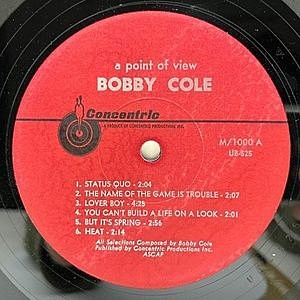 a point of view
BOBBY COLE
Concentric
A PRODUCT OF CONCENTRIC PRODUCTIONS INC.
M/1000 A
UB-525
1. STATUS QUO - 2:04
2. THE NAME OF THE GAME IS TROUBLE - 2:07
3. LOVER BOY - 4:25
4. YOU CAN'T BUILD A LIFE ON A LOOK - 2:01
5. BUT IT'S SPRING - 2:56
6. HEAT - 2:14
All Selections Composed by Bobby Cole
Published by Concentric Productions Inc.
ASCAP